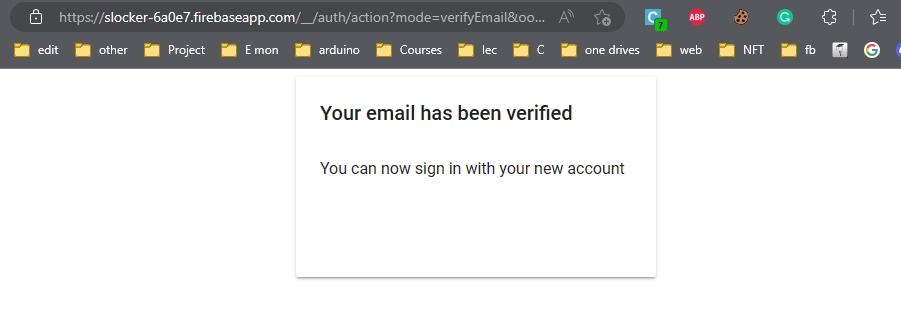 https://slocker-6a0e7.firebaseapp.com/__/auth/action?mode=verifyEmail&oo... A 7 ABP G
edit other Project E mon arduino Courses lec C one drives web NFT fb G
Your email has been verified
You can now sign in with your new account